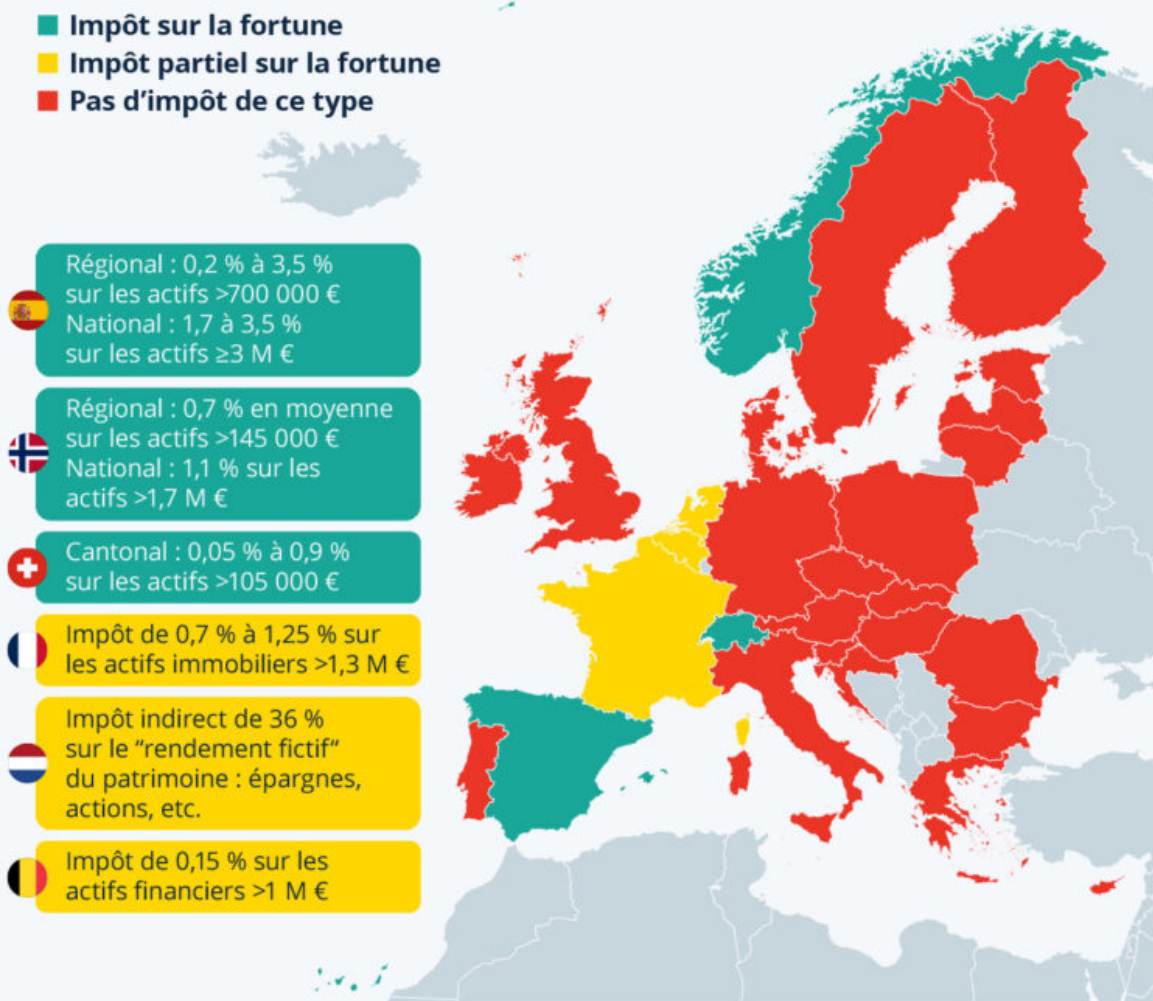 Impôt sur la fortune
Impôt partiel sur la fortune
Pas d’impôt de ce type
Régional : 0,2 % à 3,5 %
sur les actifs >700 000 €
National : 1,7 à 3,5 %
sur les actifs ≥3 M €
Régional : 0,7 % en moyenne
sur les actifs >145 000 €
National : 1,1 % sur les
actifs >1,7 M €
Cantonal : 0,05 % à 0,9 %
sur les actifs >105 000 €
Impôt de 0,7 % à 1,25 % sur
les actifs immobiliers >1,3 M €
Impôt indirect de 36 %
sur le “rendement fictif“
du patrimoine : épargnes,
actions, etc.
Impôt de 0,15 % sur les
actifs financiers >1 M €